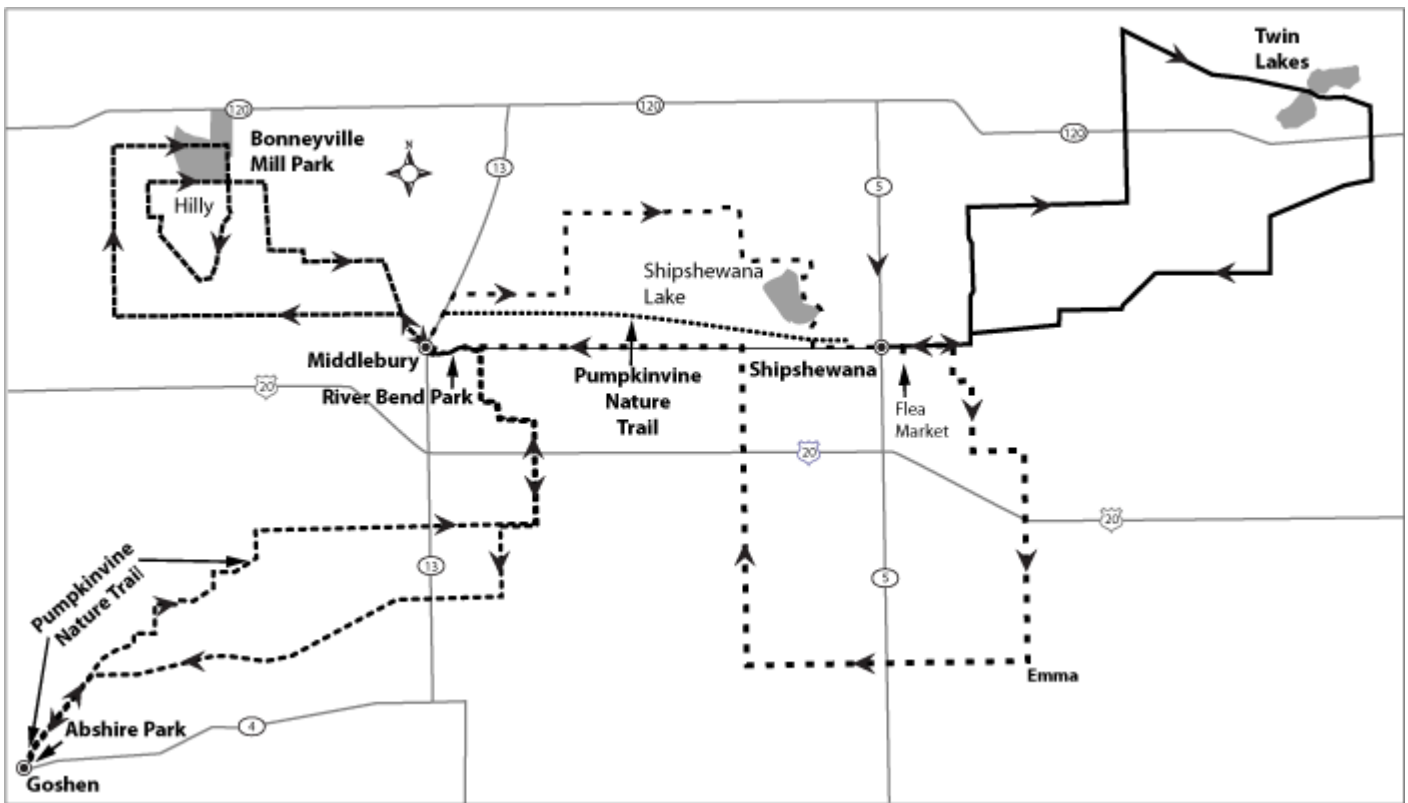 Twin
Lakes
120
120
120
Bonneyville
Mill Park
N
13
5
Hilly
Shipshewana
Lake
Middlebury
Shipshewana
River Bend Park
Pumpkinvine
Nature
Trail
Flea
Market
20
20
20
Pumpkinvine
Nature Trail
13
5
Emma
Abshire Park
4
Goshen